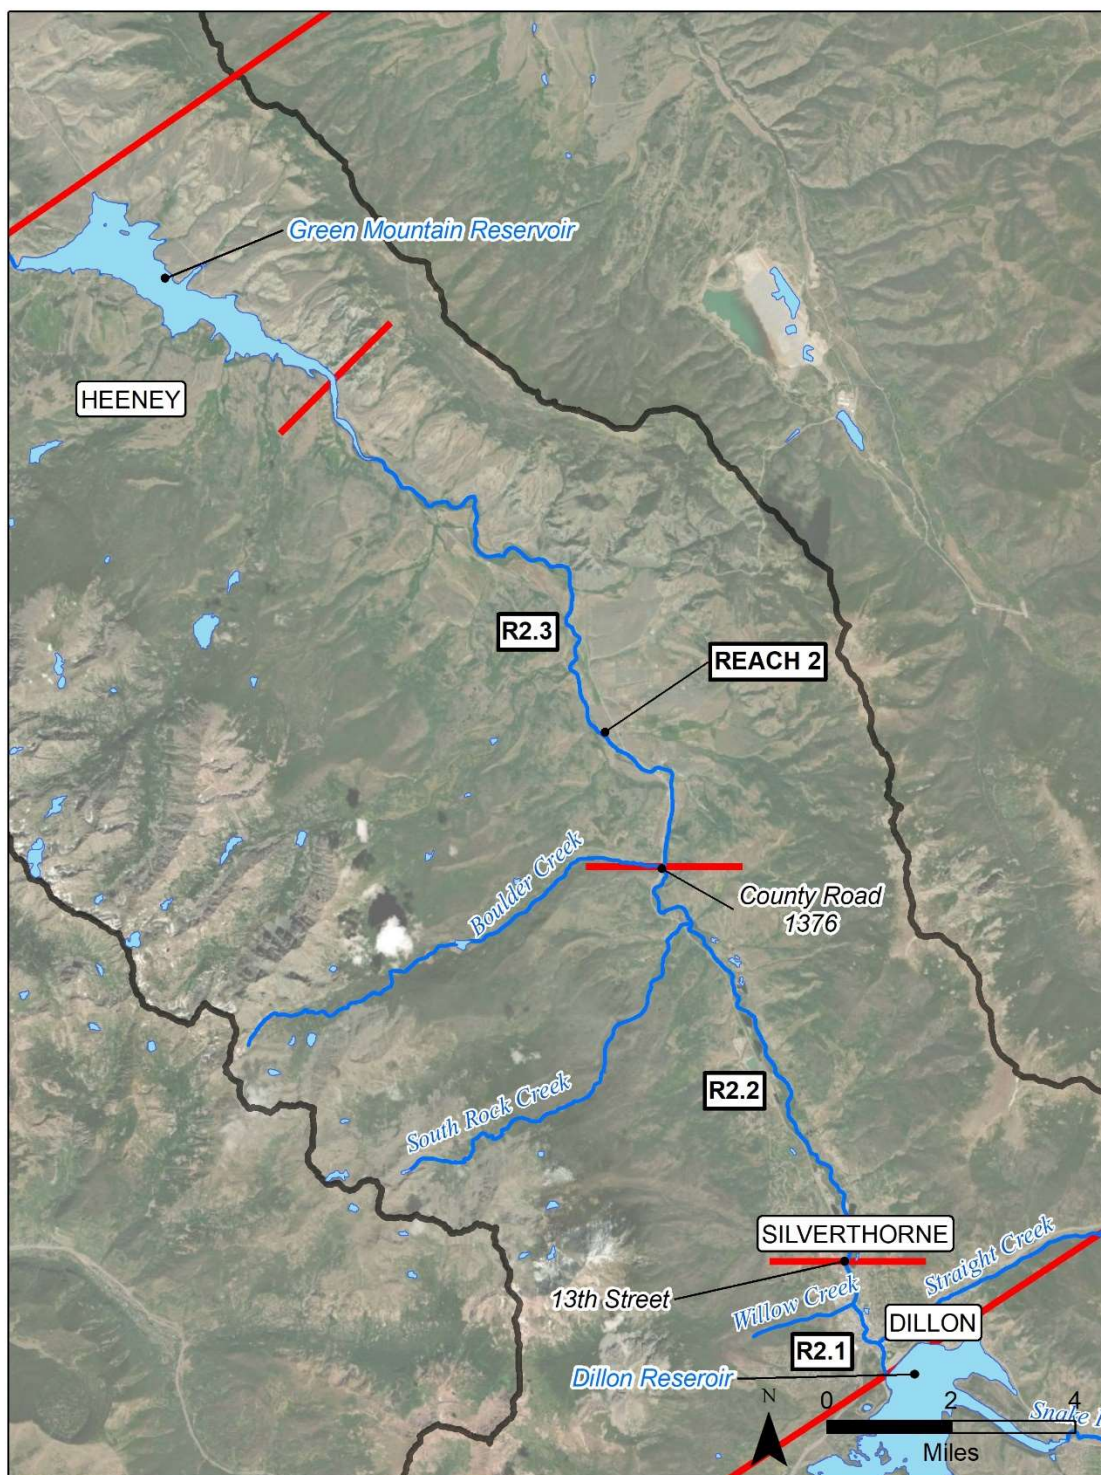 Green Mountain Reservoir
HEENEY
R2.3
REACH 2
Boulder Creek
County Road
1376
South Rock Creek
R2.2
SILVERTHORNE
Straight Creek
13th Street
Willow Creek
DILLON
R2.1
Dillon Reseroir
N
0 2 4
Snake
Miles